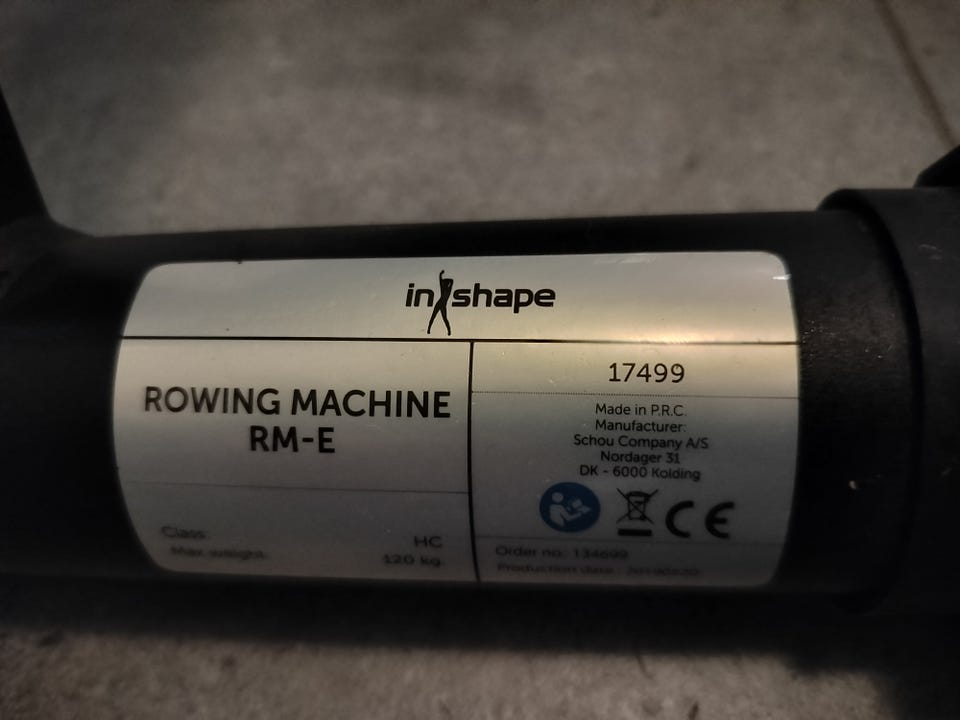 inshape
ROWING MACHINE
RM-E
Class: HC
Max. weight: 120 kg.
17499
Made in P.R.C.
Manufacturer:
Schou Company A/S
Nordager 31
DK - 6000 Kolding
CE
Order no.: 134699
Production date: